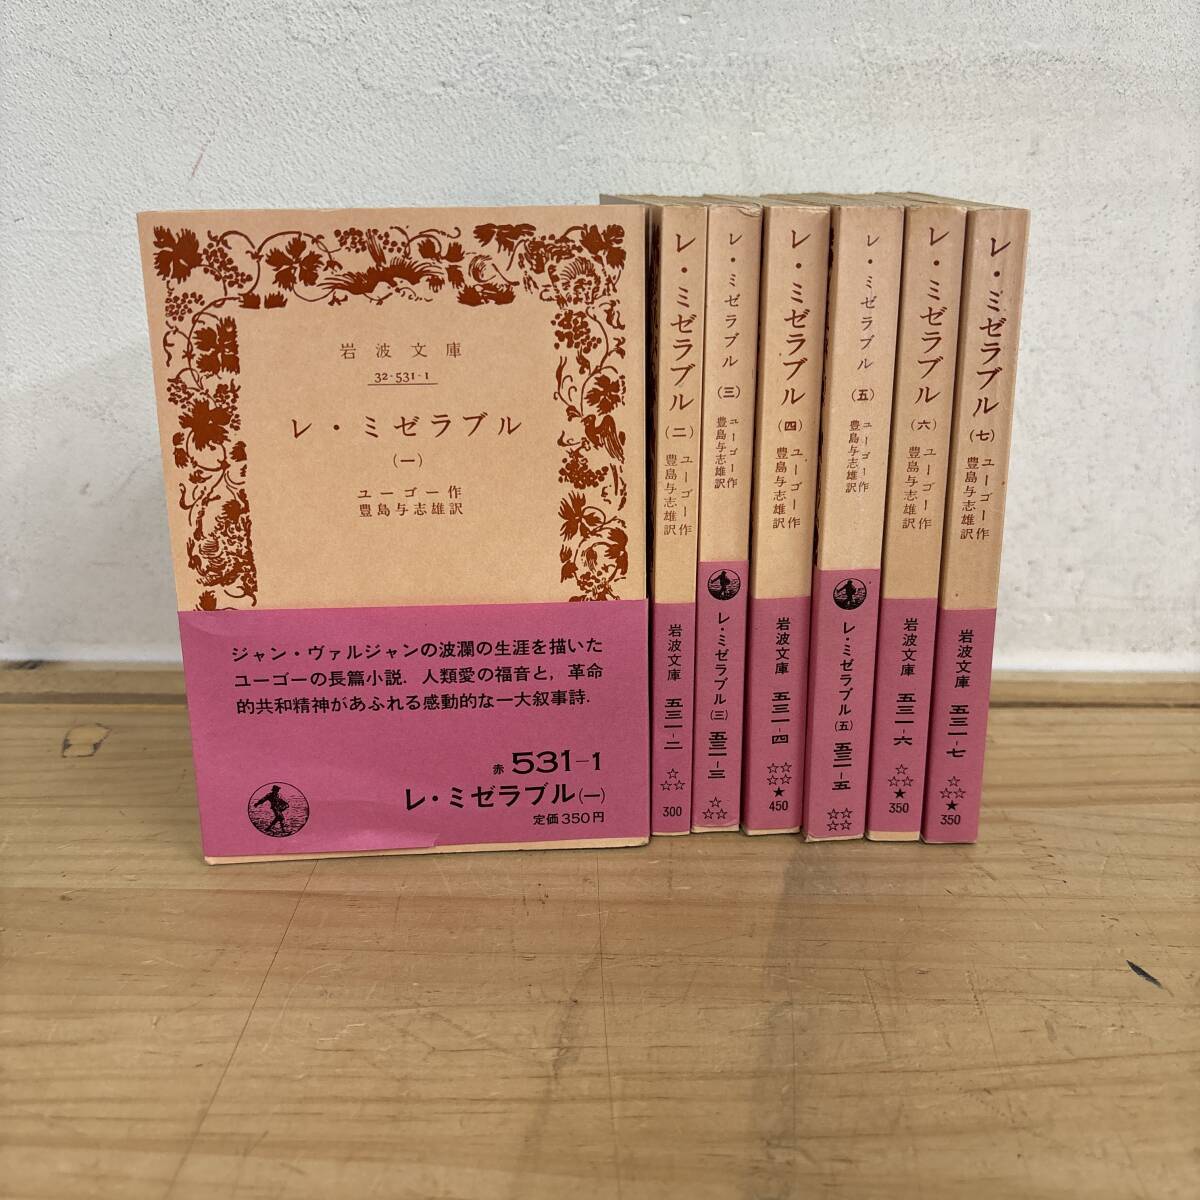 岩波文庫
32-531-1
レ・ミゼラブル
(一)
ユーゴー作
豊島与志雄訳
ジャン・ヴァルジャンの波瀾の生涯を描いた
ユーゴーの長篇小説.人類愛の福音と,革命
的共和精神があふれる感動的な一大叙事詩.
赤 531-1
レ・ミゼラブル(一)
定価350円
レ・ミゼラブル(二)
ユーゴー作
豊島与志雄訳
岩波文庫 五三一-二
☆
☆☆
300
レ・ミゼラブル(三)
ユーゴー作
豊島与志雄訳
レ・ミゼラブル(三) 五三一-三
☆
☆☆
レ・ミゼラブル(四)
ユーゴー作
豊島与志雄訳
岩波文庫 五三一-四
☆☆
☆☆
★
450
レ・ミゼラブル(五)
ユーゴー作
豊島与志雄訳
レ・ミゼラブル(五) 五三一-五
☆☆
☆☆
レ・ミゼラブル(六)
ユーゴー作
豊島与志雄訳
岩波文庫 五三一-六
☆
☆☆
★
350
レ・ミゼラブル(七)
ユーゴー作
豊島与志雄訳
岩波文庫 五三一-七
☆
☆☆
★
350